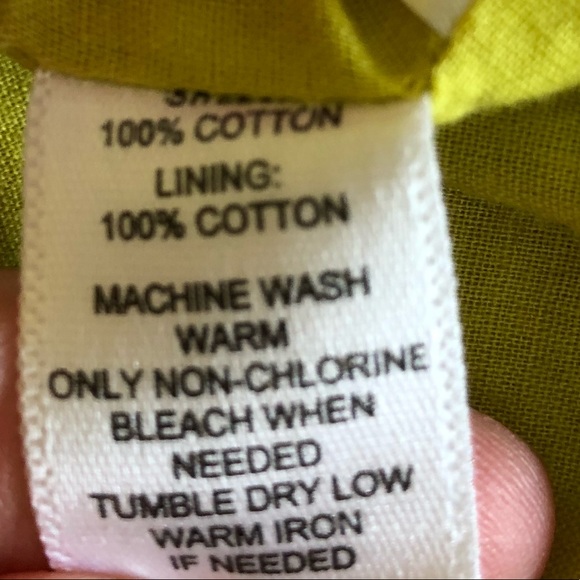 100% COTTON
LINING:
100% COTTON
MACHINE WASH
WARM
ONLY NON-CHLORINE
BLEACH WHEN
NEEDED
TUMBLE DRY LOW
WARM IRON
IF NEEDED